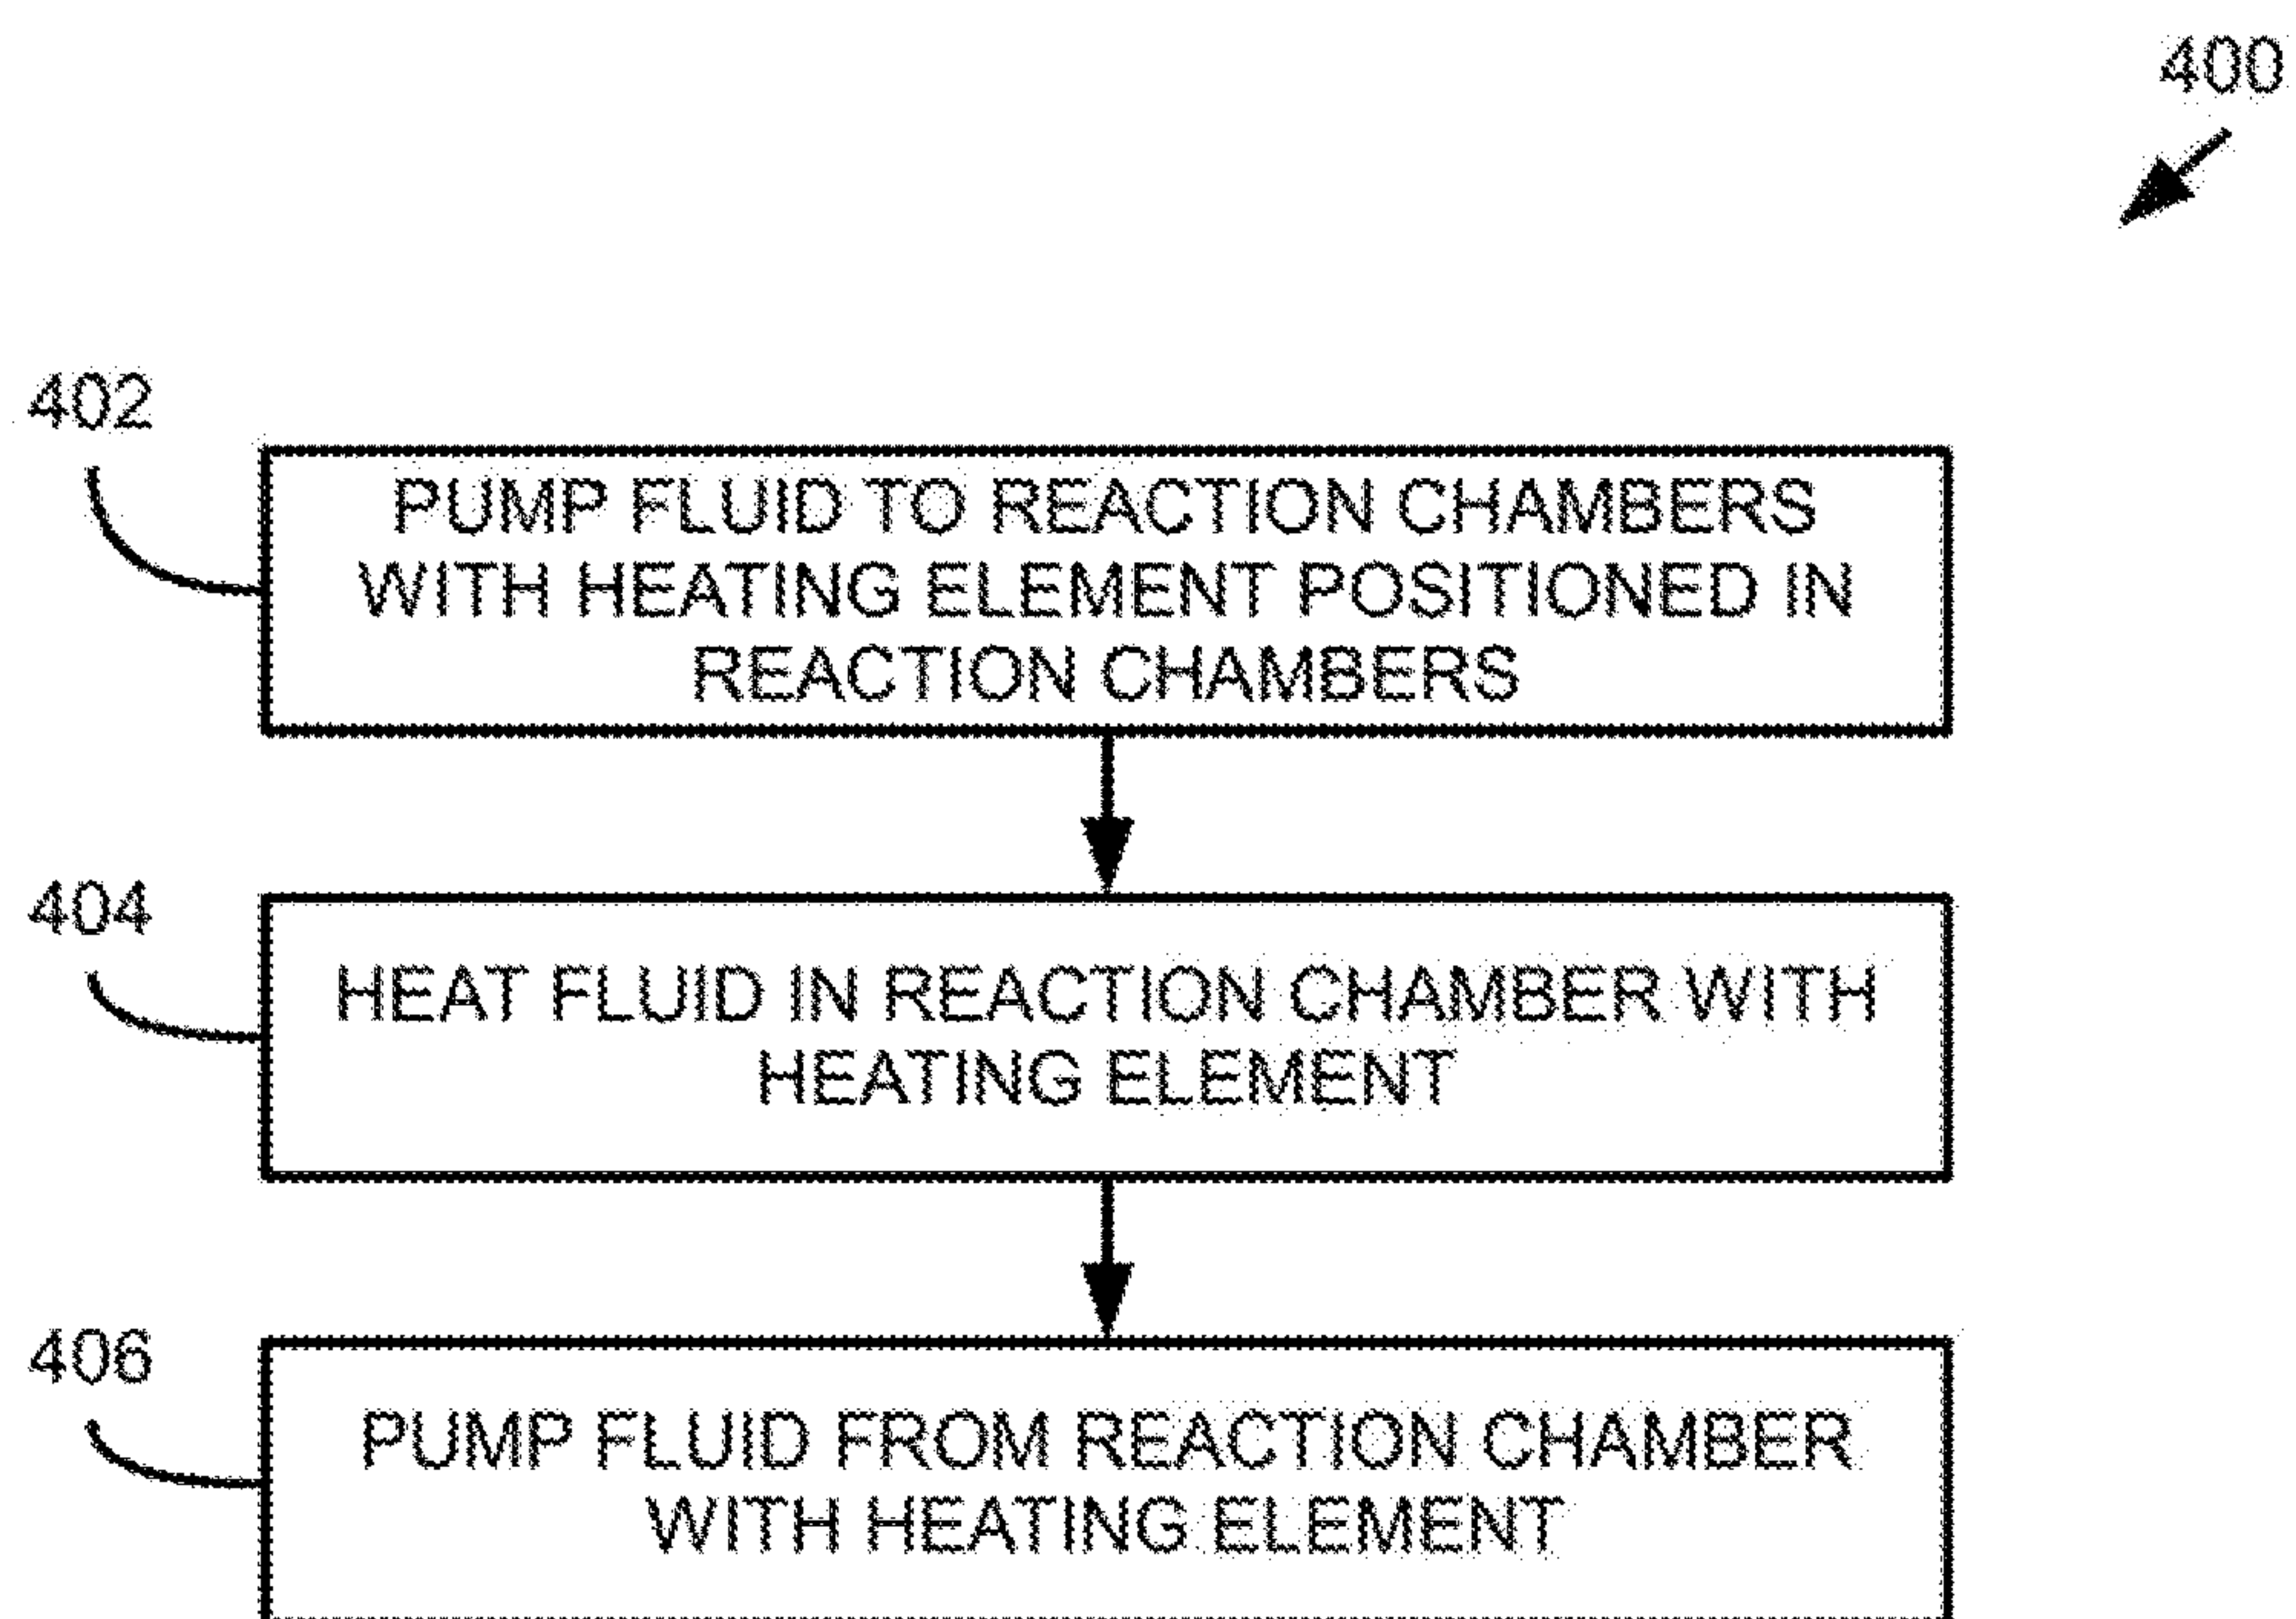 400
402
PUMP FLUID TO REACTION CHAMBERS
WITH HEATING ELEMENT POSITIONED IN
REACTION CHAMBERS
404
HEAT FLUID IN REACTION CHAMBER WITH
HEATING ELEMENT
406
PUMP FLUID FROM REACTION CHAMBER
WITH HEATING ELEMENT